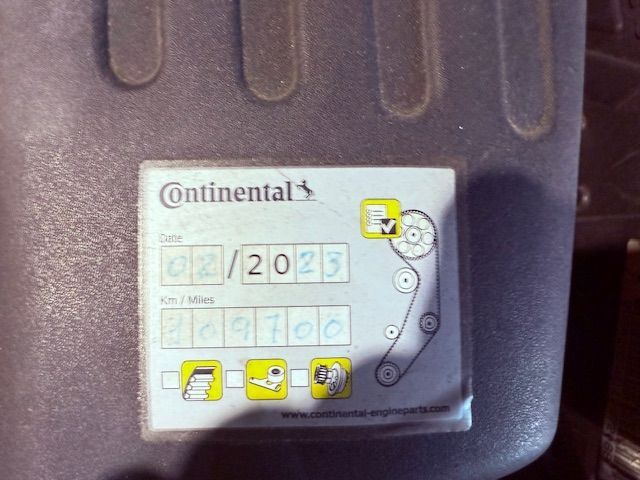 Continental
Date
02/2023
Km / Miles
109700
www.continental-engineparts.com